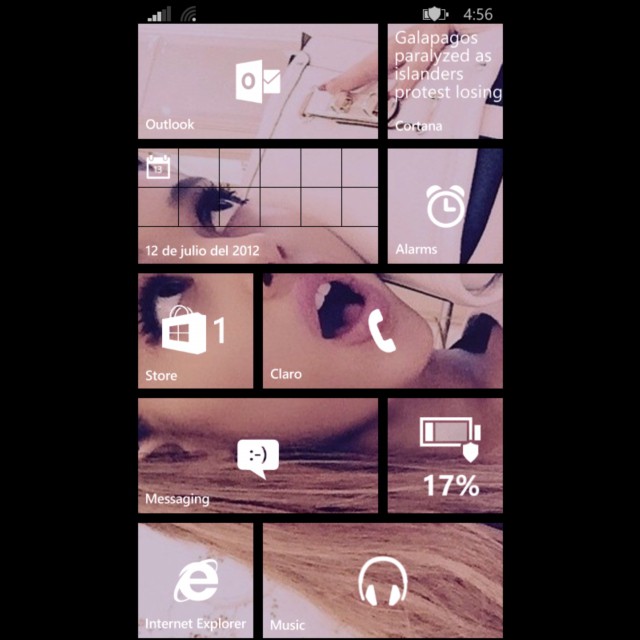 4:56
Outlook
Galapagos
paralyzed as
islanders
protest losing
Cortana
13
12 de julio del 2012
Alarms
1
Store
Claro
:-)
Messaging
17%
Internet Explorer
Music